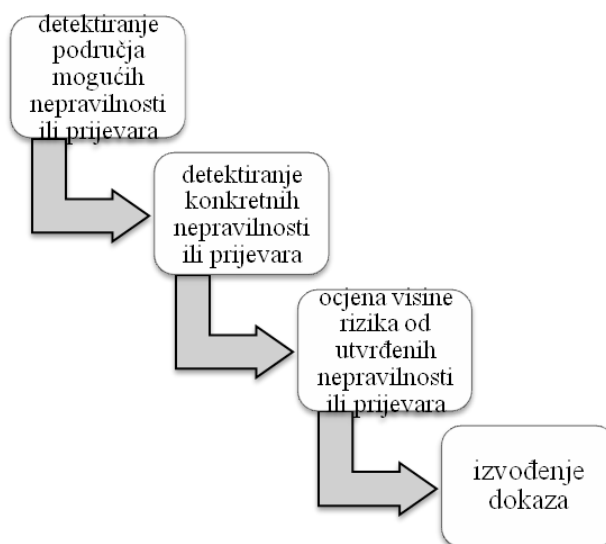 detektiranje
područja
mogućih
nepravilnosti
ili prijevara
detektiranje
konkretnih
nepravilnosti
ili prijevara
ocjena visine
rizika od
utvrđenih
nepravilnosti
ili prijevara
izvođenje
dokaza